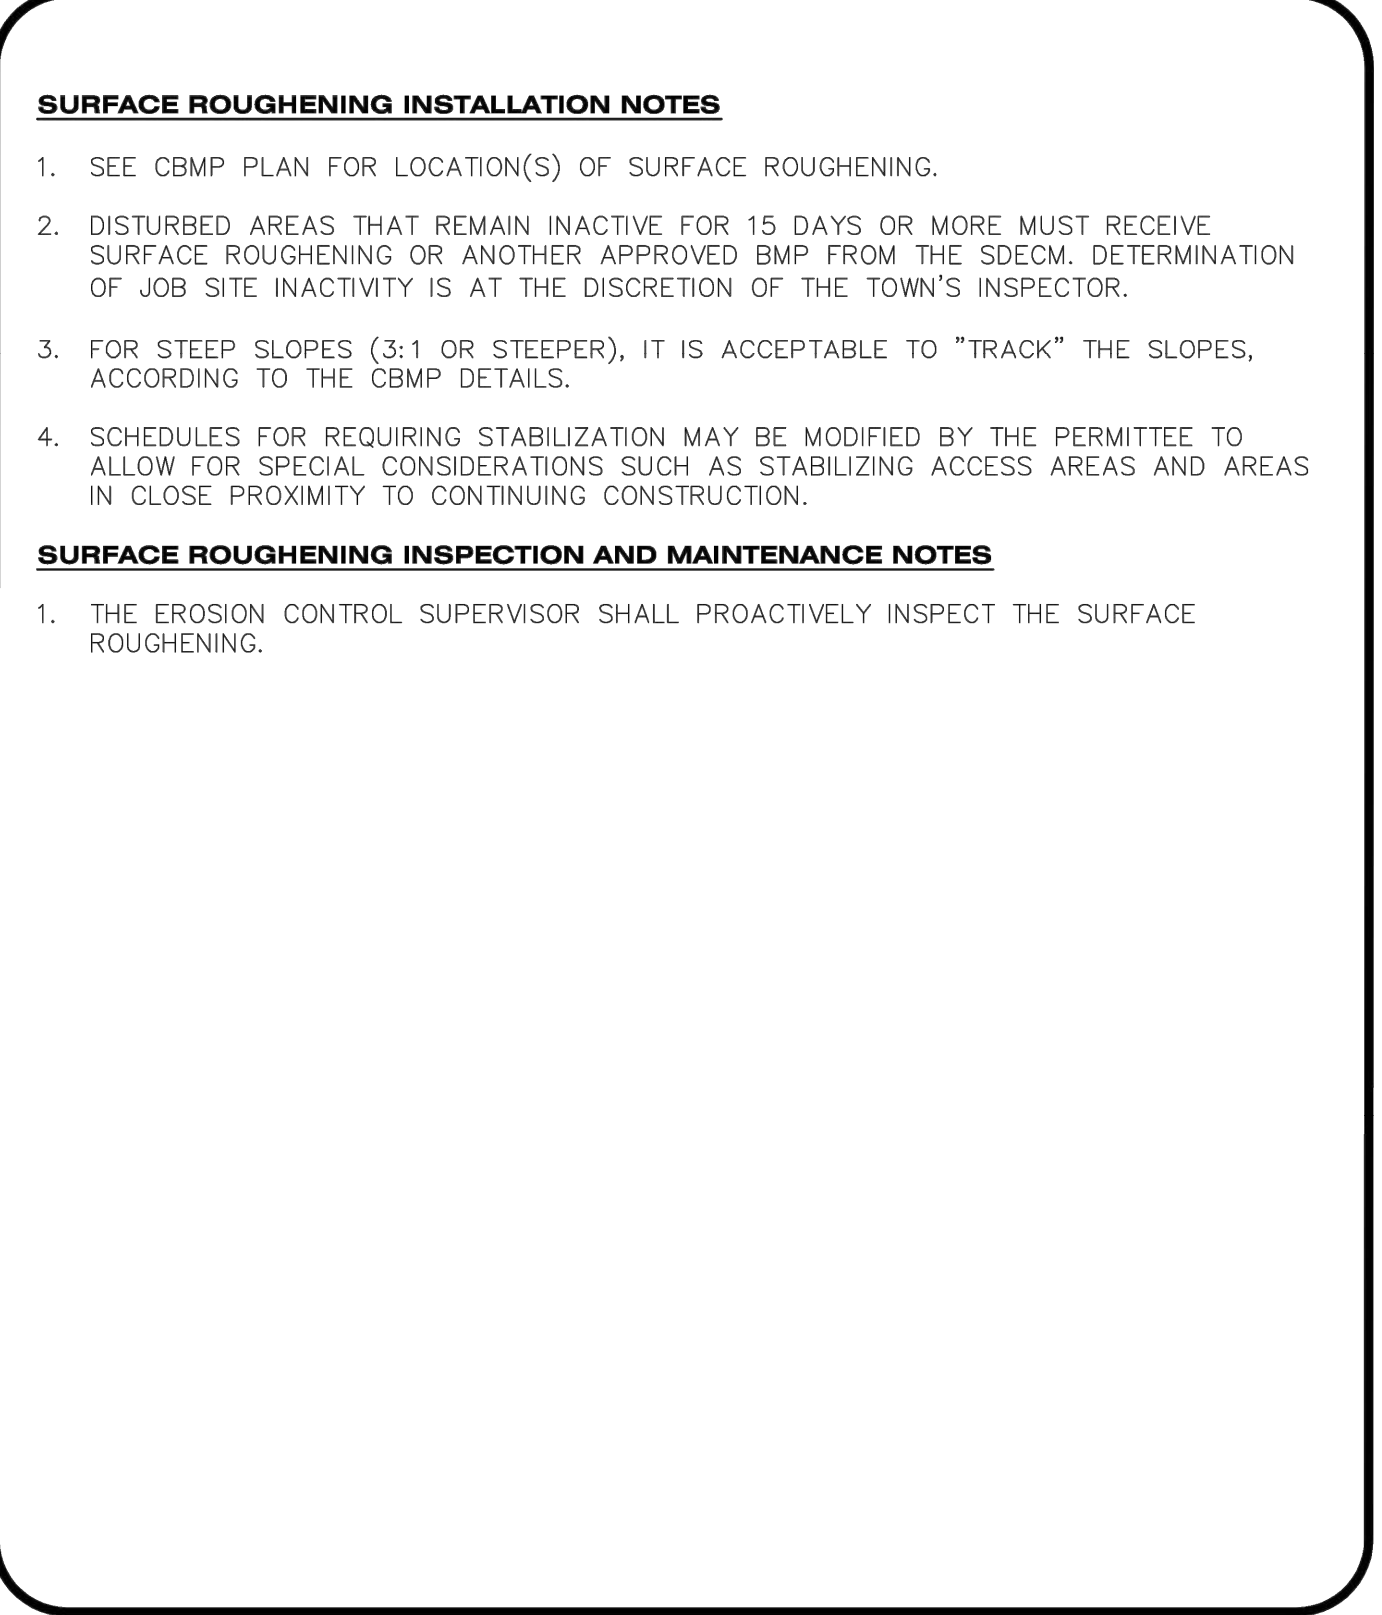 SURFACE ROUGHENING INSTALLATION NOTES
1. SEE CBMP PLAN FOR LOCATION(S) OF SURFACE ROUGHENING.
2. DISTURBED AREAS THAT REMAIN INACTIVE FOR 15 DAYS OR MORE MUST RECEIVE
SURFACE ROUGHENING OR ANOTHER APPROVED BMP FROM THE SDECM. DETERMINATION
OF JOB SITE INACTIVITY IS AT THE DISCRETION OF THE TOWN'S INSPECTOR.
3. FOR STEEP SLOPES (3:1 OR STEEPER), IT IS ACCEPTABLE TO "TRACK" THE SLOPES,
ACCORDING TO THE CBMP DETAILS.
4. SCHEDULES FOR REQUIRING STABILIZATION MAY BE MODIFIED BY THE PERMITTEE TO
ALLOW FOR SPECIAL CONSIDERATIONS SUCH AS STABILIZING ACCESS AREAS AND AREAS
IN CLOSE PROXIMITY TO CONTINUING CONSTRUCTION.
SURFACE ROUGHENING INSPECTION AND MAINTENANCE NOTES
1. THE EROSION CONTROL SUPERVISOR SHALL PROACTIVELY INSPECT THE SURFACE
ROUGHENING.